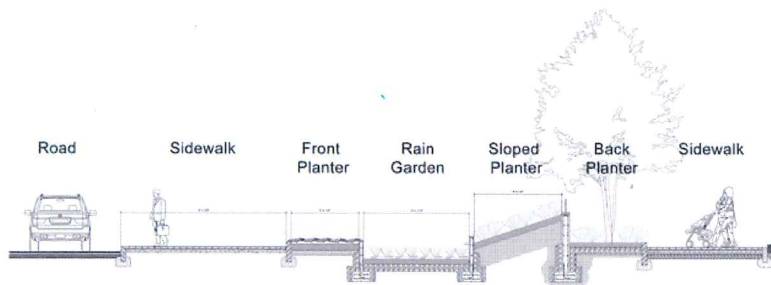 Road
Sidewalk
Front
Planter
Rain
Garden
Sloped
Planter
Back
Planter
Sidewalk